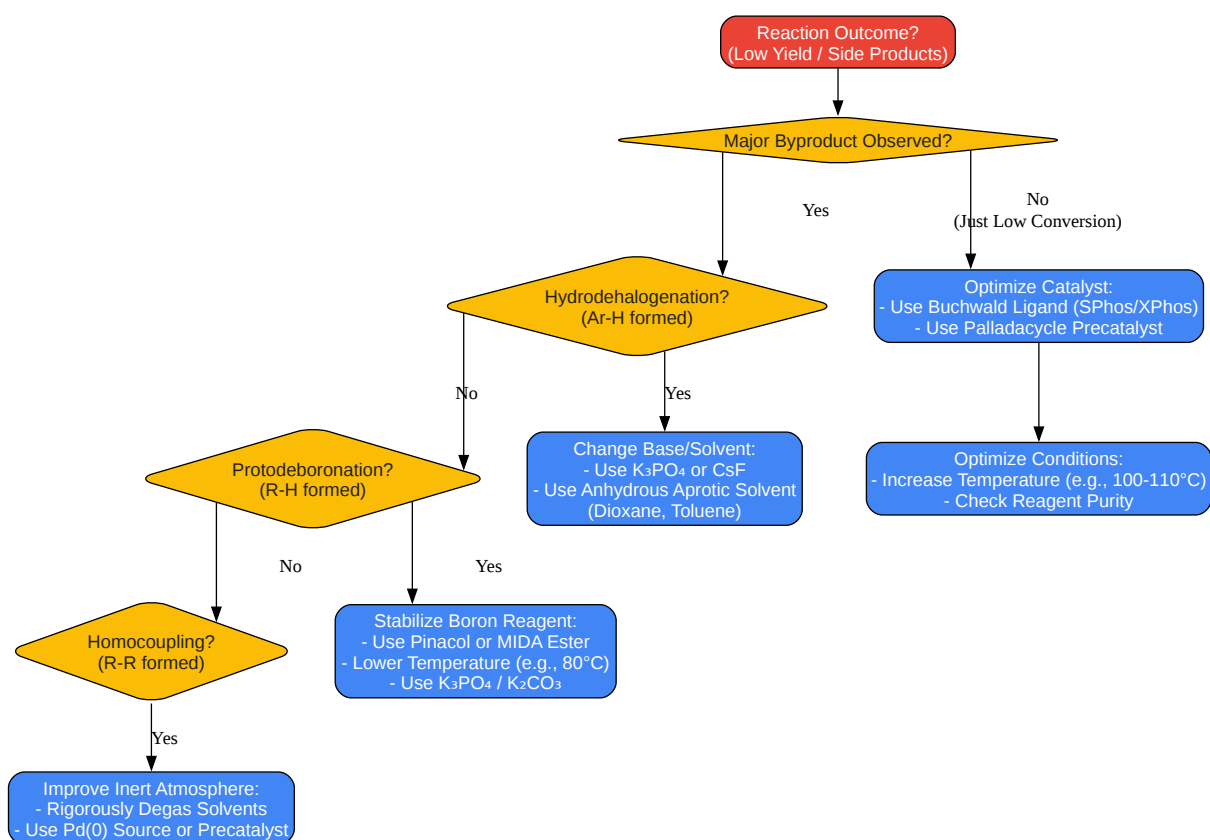 Reaction Outcome?
(Low Yield / Side Products)
Major Byproduct Observed?
Yes
No
(Just Low Conversion)
Hydrodehalogenation?
(Ar-H formed)
Optimize Catalyst:
- Use Buchwald Ligand (SPhos/XPhos)
- Use Palladacycle Precatalyst
No
Yes
Protodeboronation?
(R-H formed)
Change Base/Solvent:
- Use K₃PO₄ or CsF
- Use Anhydrous Aprotic Solvent
(Dioxane, Toluene)
Optimize Conditions:
- Increase Temperature (e.g., 100-110°C)
- Check Reagent Purity
No
Yes
Homocoupling?
(R-R formed)
Stabilize Boron Reagent:
- Use Pinacol or MIDA Ester
- Lower Temperature (e.g., 80°C)
- Use K₃PO₄ / K₂CO₃
Yes
Improve Inert Atmosphere:
- Rigorously Degas Solvents
- Use Pd(0) Source or Precatalyst